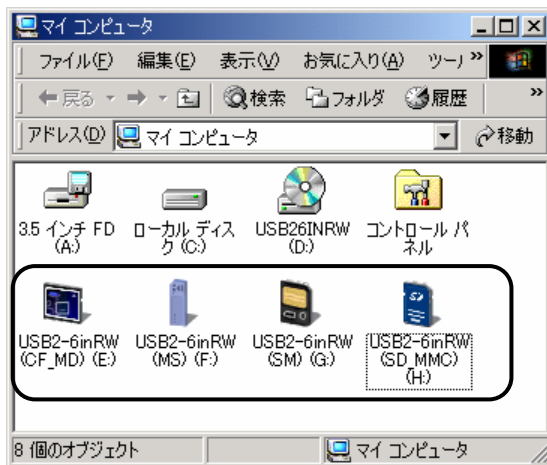 マイ コンピュータ
ファイル(F) 編集(E) 表示(V) お気に入り(A) ツール »
戻る 検索 フォルダ 履歴 »
アドレス(D) マイ コンピュータ 移動
3.5 インチ FD
(A:)
ローカル ディス
ク (C:)
USB26INRW
(D:)
コントロール パ
ネル
USB2-6inRW
(CF_MD) (E:)
USB2-6inRW
(MS) (F:)
USB2-6inRW
(SM) (G:)
USB2-6inRW
(SD_MMC)
(H:)
8 個のオブジェクト マイ コンピュータ